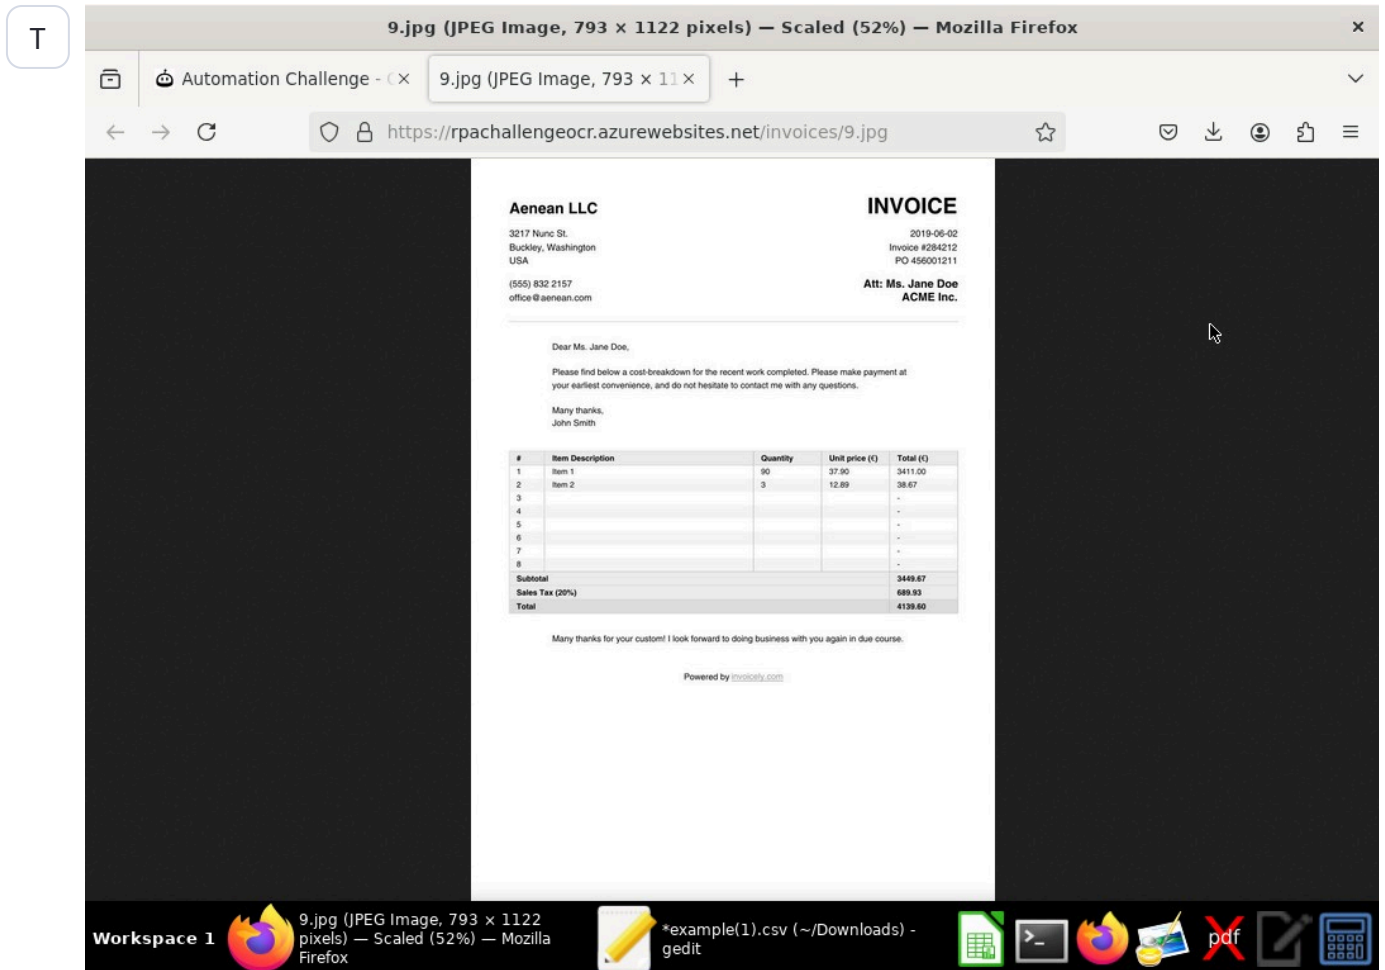 T
9.jpg (JPEG Image, 793 × 1122 pixels) — Scaled (52%) — Mozilla Firefox
Automation Challenge -
9.jpg (JPEG Image, 793 × 11
https://rpachallengeocr.azurewebsites.net/invoices/9.jpg
Aenean LLC
INVOICE
3217 Nunc St.
2019-06-02
Buckley, Washington
Invoice #284212
USA
PO 456001211
(555) 832 2157
Att: Ms. Jane Doe
office@aenean.com
ACME Inc.
Dear Ms. Jane Doe,
Please find below a cost-breakdown for the recent work completed. Please make payment at
your earliest convenience, and do not hesitate to contact me with any questions.
Many thanks,
John Smith
# Item Description Quantity Unit price (€) Total (€)
1 Item 1 90 37.90 3411.00
2 Item 2 3 12.89 38.67
3 -
4 -
5 -
6 -
7 -
8 -
Subtotal 3449.67
Sales Tax (20%) 689.93
Total 4139.60
Many thanks for your custom! I look forward to doing business with you again in due course.
Powered by invoicely.com
Workspace 1
9.jpg (JPEG Image, 793 × 1122
pixels) — Scaled (52%) — Mozilla
Firefox
*example(1).csv (~/Downloads) -
gedit
pdf